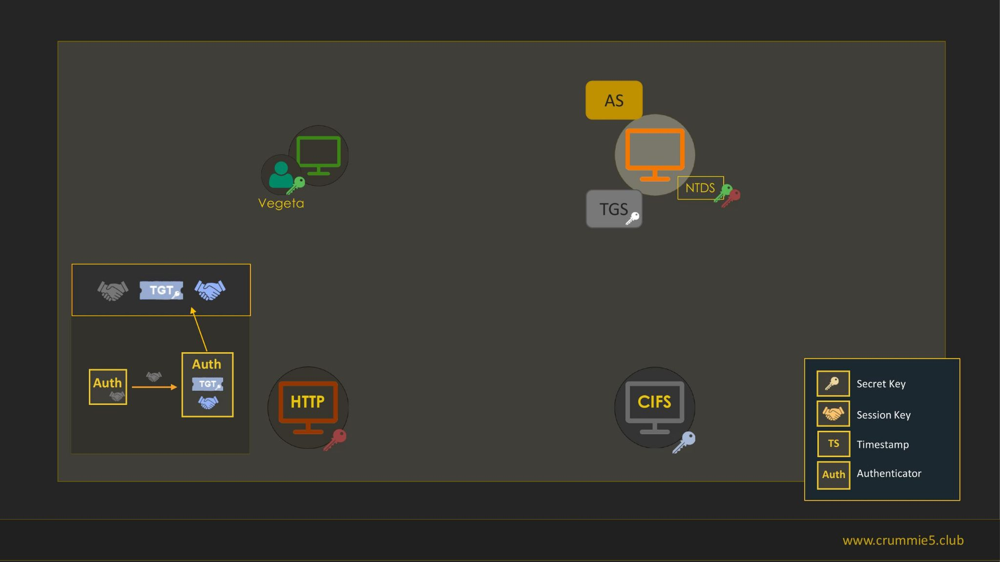 AS
NTDS
Vegeta
TGS
TGT
Auth
Auth
TGT
HTTP
CIFS
Secret Key
Session Key
TS
Timestamp
Auth
Authenticator
www.crummie5.club